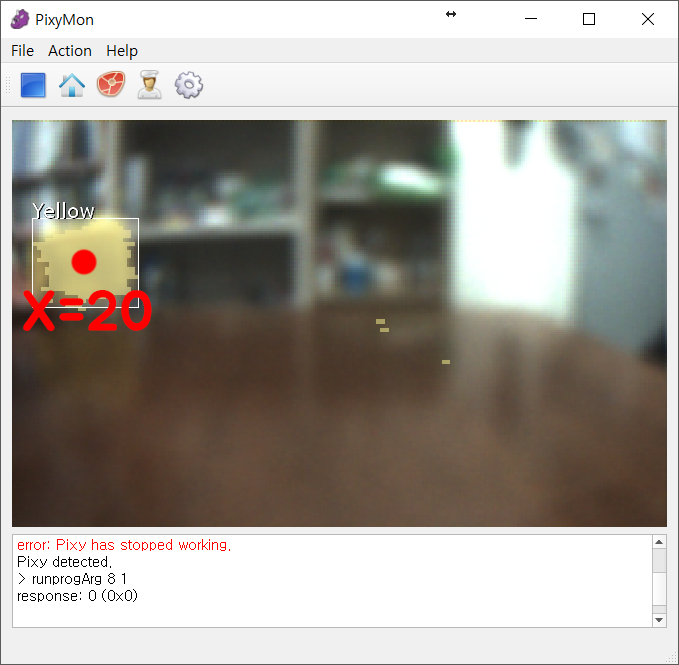 PixyMon
File Action Help
Yellow
X=20
error: Pixy has stopped working.
Pixy detected.
> runprogArg 8 1
response: 0 (0x0)